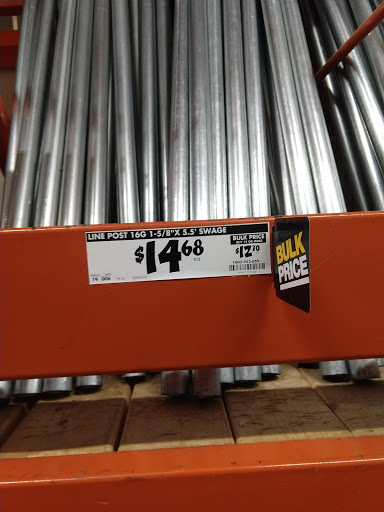 LINE POST 16G 1-5/8"X 5.5' SWAGE
$14.68
BULK PRICE
$12.70
BULK
PRICE